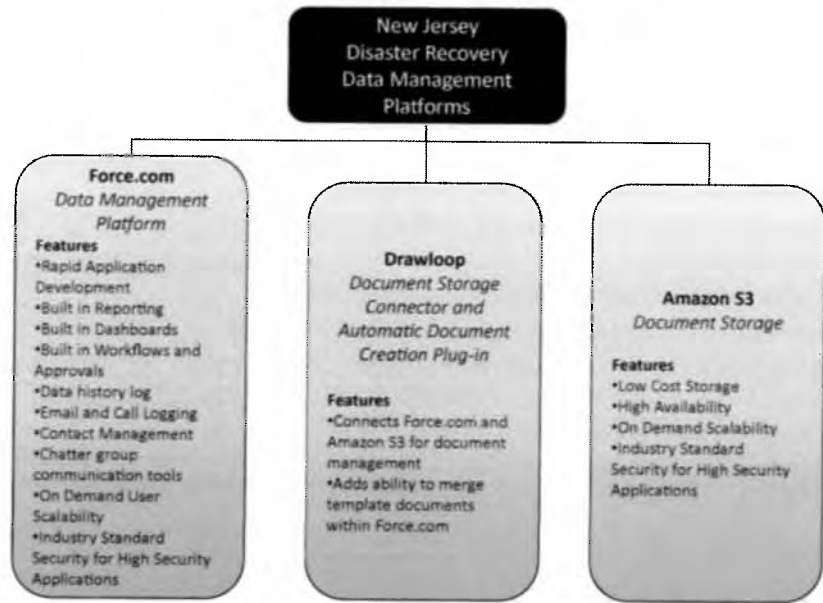 New Jersey
Disaster Recovery
Data Management
Platforms
Force.com
Data Management
Platform
Features
•Rapid Application
Development
•Built in Reporting
•Built in Dashboards
•Built in Workflows and
Approvals
•Data history log
•Email and Call Logging
•Contact Management
•Chatter group
communication tools
•On Demand User
Scalability
•Industry Standard
Security for High Security
Applications
Drawloop
Document Storage
Connector and
Automatic Document
Creation Plug-in
Features
•Connects Force.com and
Amazon S3 for document
management
•Adds ability to merge
template documents
within Force.com
Amazon S3
Document Storage
Features
•Low Cost Storage
•High Availability
•On Demand Scalability
•Industry Standard
Security for High Security
Applications